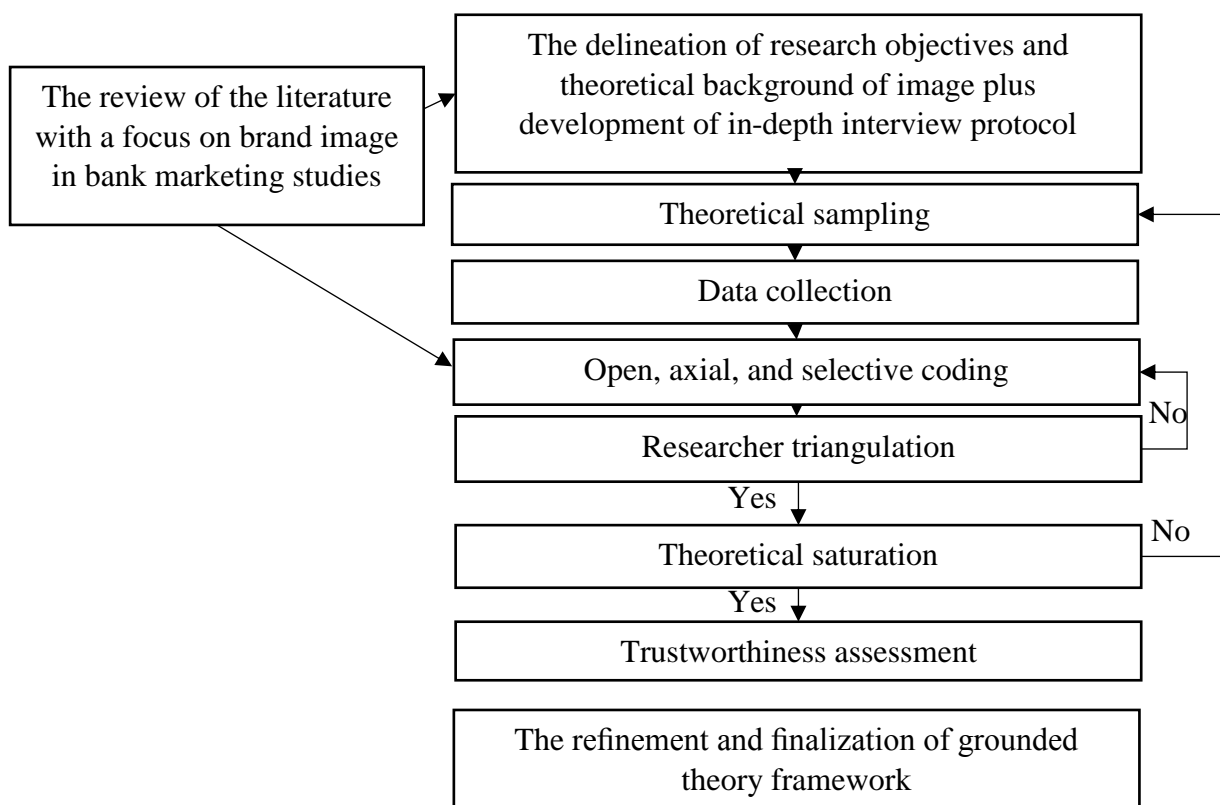 The delineation of research objectives and
theoretical background of image plus
development of in-depth interview protocol
The review of the literature
with a focus on brand image
in bank marketing studies
Theoretical sampling
Data collection
Open, axial, and selective coding
No
Researcher triangulation
Yes
No
Theoretical saturation
Yes
Trustworthiness assessment
The refinement and finalization of grounded
theory framework